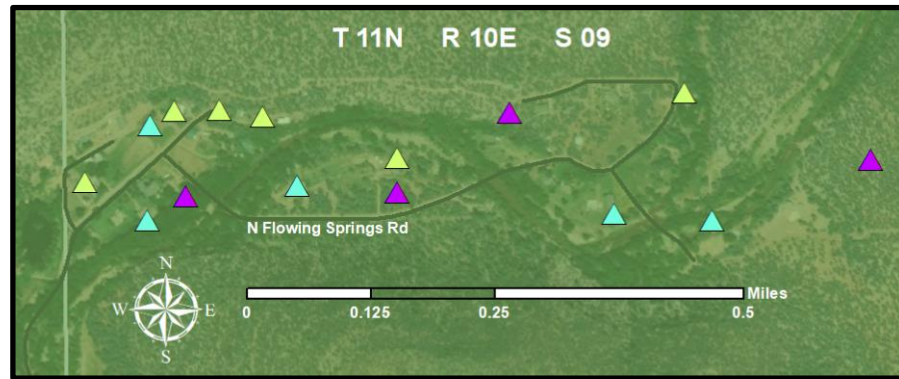 T 11N R 10E S 09
N Flowing Springs Rd
N
W E
S
Miles
0 0.125 0.25 0.5